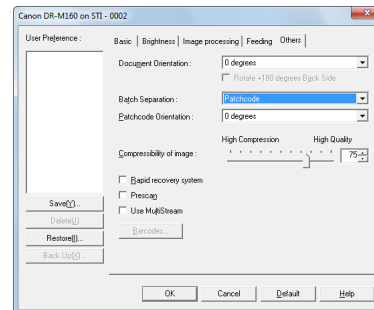 Canon DR-M160 on STI - 0002
User Preference :
Basic
Brightness
Image processing
Feeding
Others
Document Orientation :
0 degrees
Rotate +180 degrees Back Side
Batch Separation :
Patchcode
Patchcode Orientation :
0 degrees
High Compression
High Quality
Compressibility of image :
75
Rapid recovery system
Prescan
Use MultiStream
Barcodes...
Save(Y)...
Delete(J)
Restore(I)...
Back Up(X)...
OK
Cancel
Default
Help